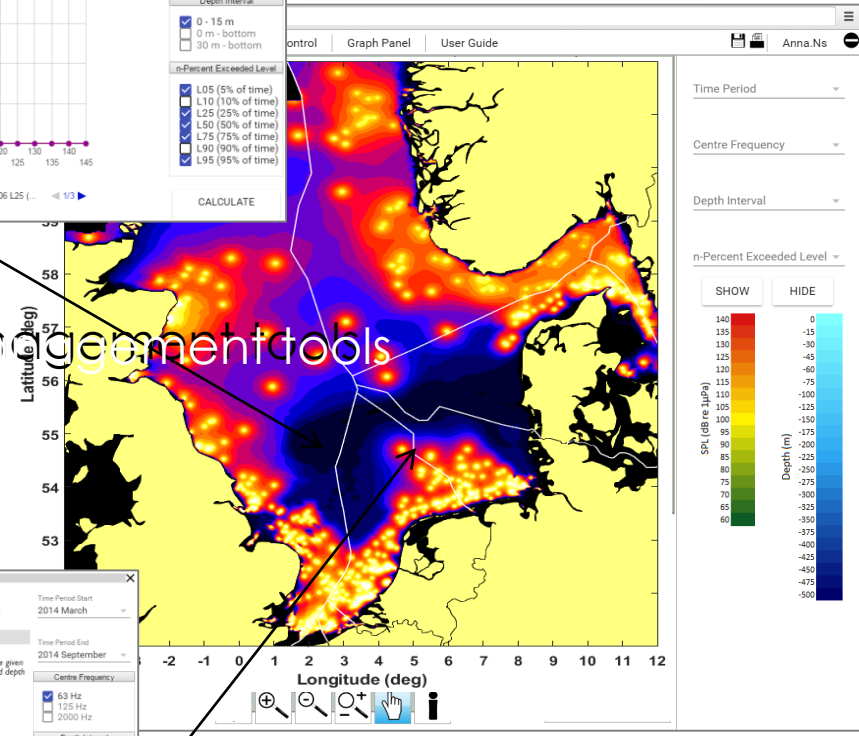 Depth Interval
0 - 15 m
0 m - bottom
30 m - bottom
n-Percent Exceeded Level
L05 (5% of time)
L10 (10% of time)
L25 (25% of time)
L50 (50% of time)
L75 (75% of time)
L90 (90% of time)
L95 (95% of time)
CALCULATE
130 140
125 135 145
L25 (...
1/3
Graph Panel
User Guide
Anna.Ns
Time Period
Centre Frequency
Depth Interval
n-Percent Exceeded Level
SHOW
HIDE
140
135
130
125
120
115
110
105
100
95
90
85
80
75
70
65
60
SPL (dB re 1µPa)
0
-15
-30
-45
-60
-75
-100
-125
-150
-175
-200
-225
-250
-275
-300
-325
-350
-375
-400
-425
-450
-475
-500
Depth (m)
58
57
56
55
54
53
Latitude (deg)
tools
-2 -1 0 1 2 3 4 5 6 7 8 9 10 11 12
Longitude (deg)
Time Period Start
2014 March
Time Period End
2014 September
given
depth
Centre Frequency
63 Hz
125 Hz
2000 Hz